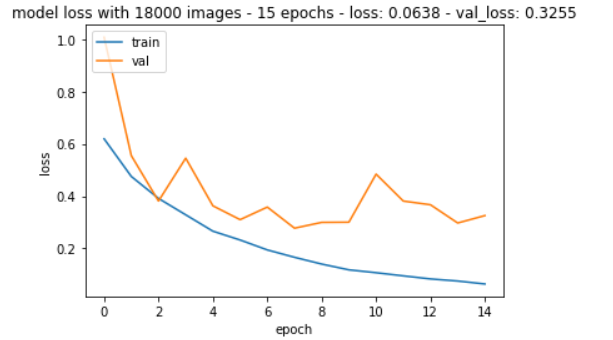 model loss with 18000 images - 15 epochs - loss: 0.0638 - val_loss: 0.3255
train
val
1.0
0.8
0.6
0.4
0.2
loss
0 2 4 6 8 10 12 14
epoch